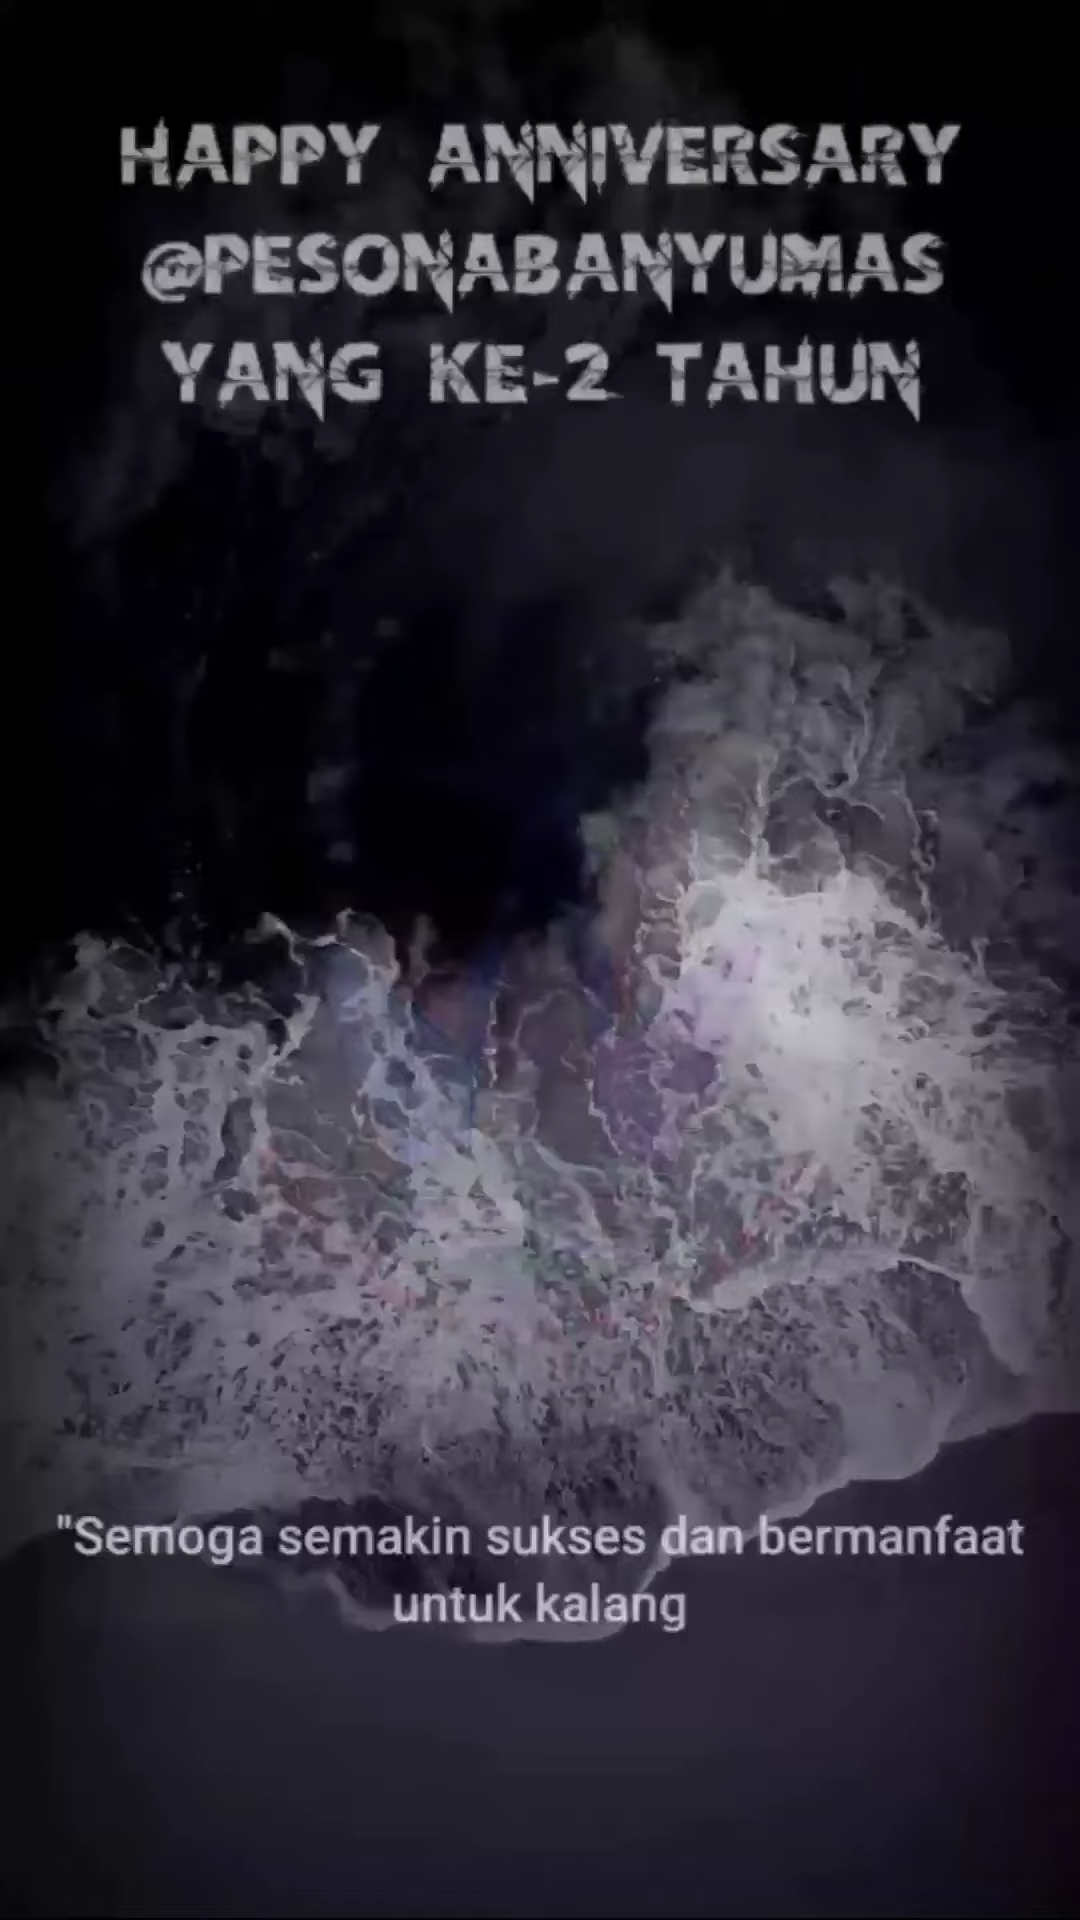 HAPPY ANNIVERSARY
@PESONABANYUMAS
YANG KE-2 TAHUN
"Semoga semakin sukses dan bermanfaat
untuk kalang